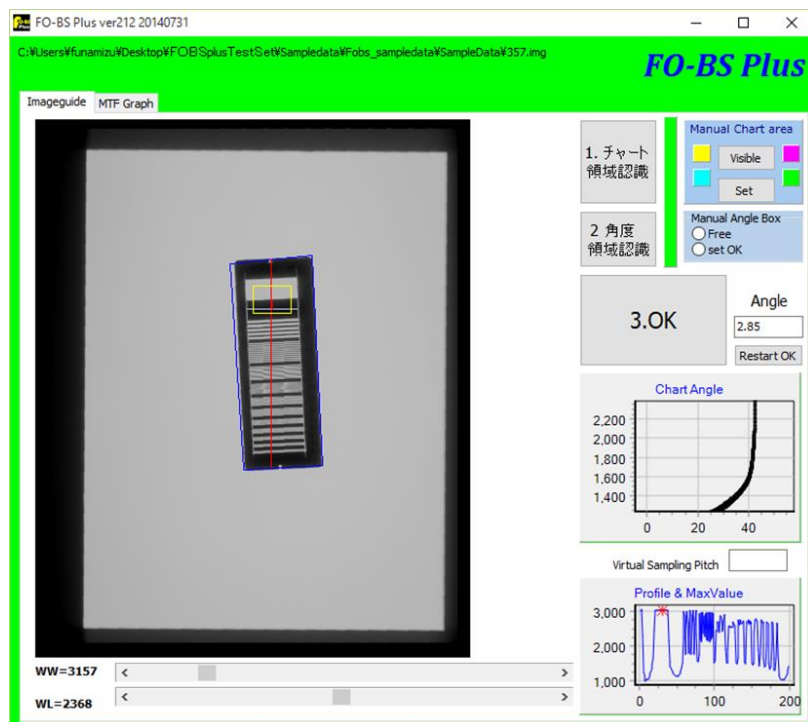 FO-BS Plus ver212 20140731
C:¥Users¥funamizu¥Desktop¥FOBSplusTestSet¥Sampledata¥Fobs_sampledata¥SampleData¥357.img
FO-BS Plus
Imageguide
MTF Graph
1. チャート
領域認識
Manual Chart area
Visible
Set
2 角度
領域認識
Manual Angle Box
Free
set OK
3.OK
Angle
2.85
Restart OK
Chart Angle
2,200
2,000
1,800
1,600
1,400
0 20 40
Virtual Sampling Pitch
Profile & MaxValue
3,000
2,000
1,000
0 100 200
WW=3157
WL=2368